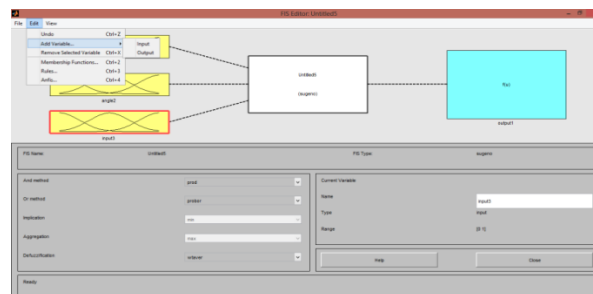 FIS Editor: Untitled5
File Edit View
Undo Ctrl+Z
Add Variable... Input
Remove Selected Variable Ctrl+X Output
Membership Functions... Ctrl+2
Rules... Ctrl+3
Anfis... Ctrl+4
angle2
input3
Untitled5
(sugeno)
f(u)
output1
FIS Name: Untitled5 FIS Type: sugeno
And method prod
Or method probor
Implication min
Aggregation max
Defuzzification wtaver
Current Variable
Name input3
Type input
Range [0 1]
Help Close
Ready